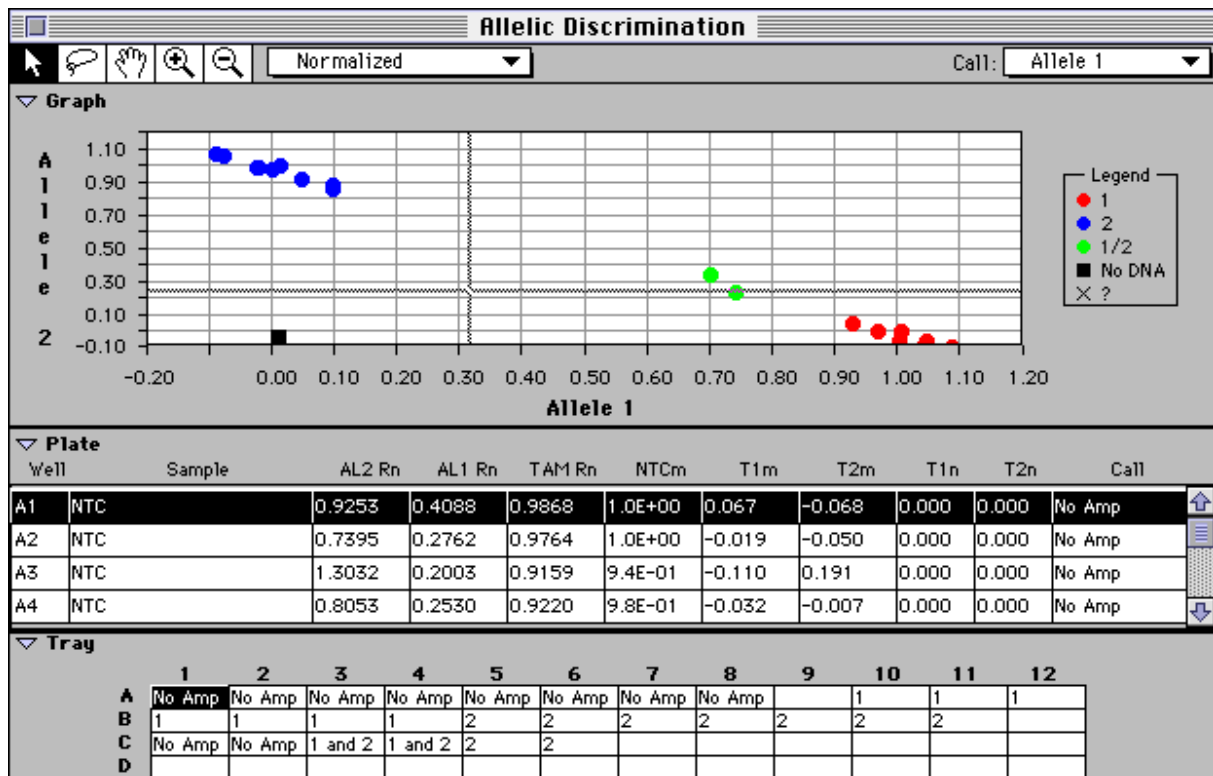 Allelic Discrimination
Normalized Call: Allele 1
Graph
Allele 2
1.10
0.90
0.70
0.50
0.30
0.10
-0.10
-0.20 0.00 0.10 0.20 0.30 0.40 0.50 0.60 0.70 0.80 0.90 1.00 1.10 1.20
Allele 1
Legend
1
2
1/2
No DNA
?
Plate
Well Sample AL2 Rn AL1 Rn TAM Rn NTCm T1m T2m T1n T2n Call
A1 NTC 0.9253 0.4088 0.9868 1.0E+00 0.067 -0.068 0.000 0.000 No Amp
A2 NTC 0.7395 0.2762 0.9764 1.0E+00 -0.019 -0.050 0.000 0.000 No Amp
A3 NTC 1.3032 0.2003 0.9159 9.4E-01 -0.110 0.191 0.000 0.000 No Amp
A4 NTC 0.8053 0.2530 0.9220 9.8E-01 -0.032 -0.007 0.000 0.000 No Amp
Tray
1 2 3 4 5 6 7 8 9 10 11 12
A No Amp No Amp No Amp No Amp No Amp No Amp No Amp No Amp 1 1 1
B 1 1 1 1 2 2 2 2 2 2 2
C No Amp No Amp 1 and 2 1 and 2 2 2
D